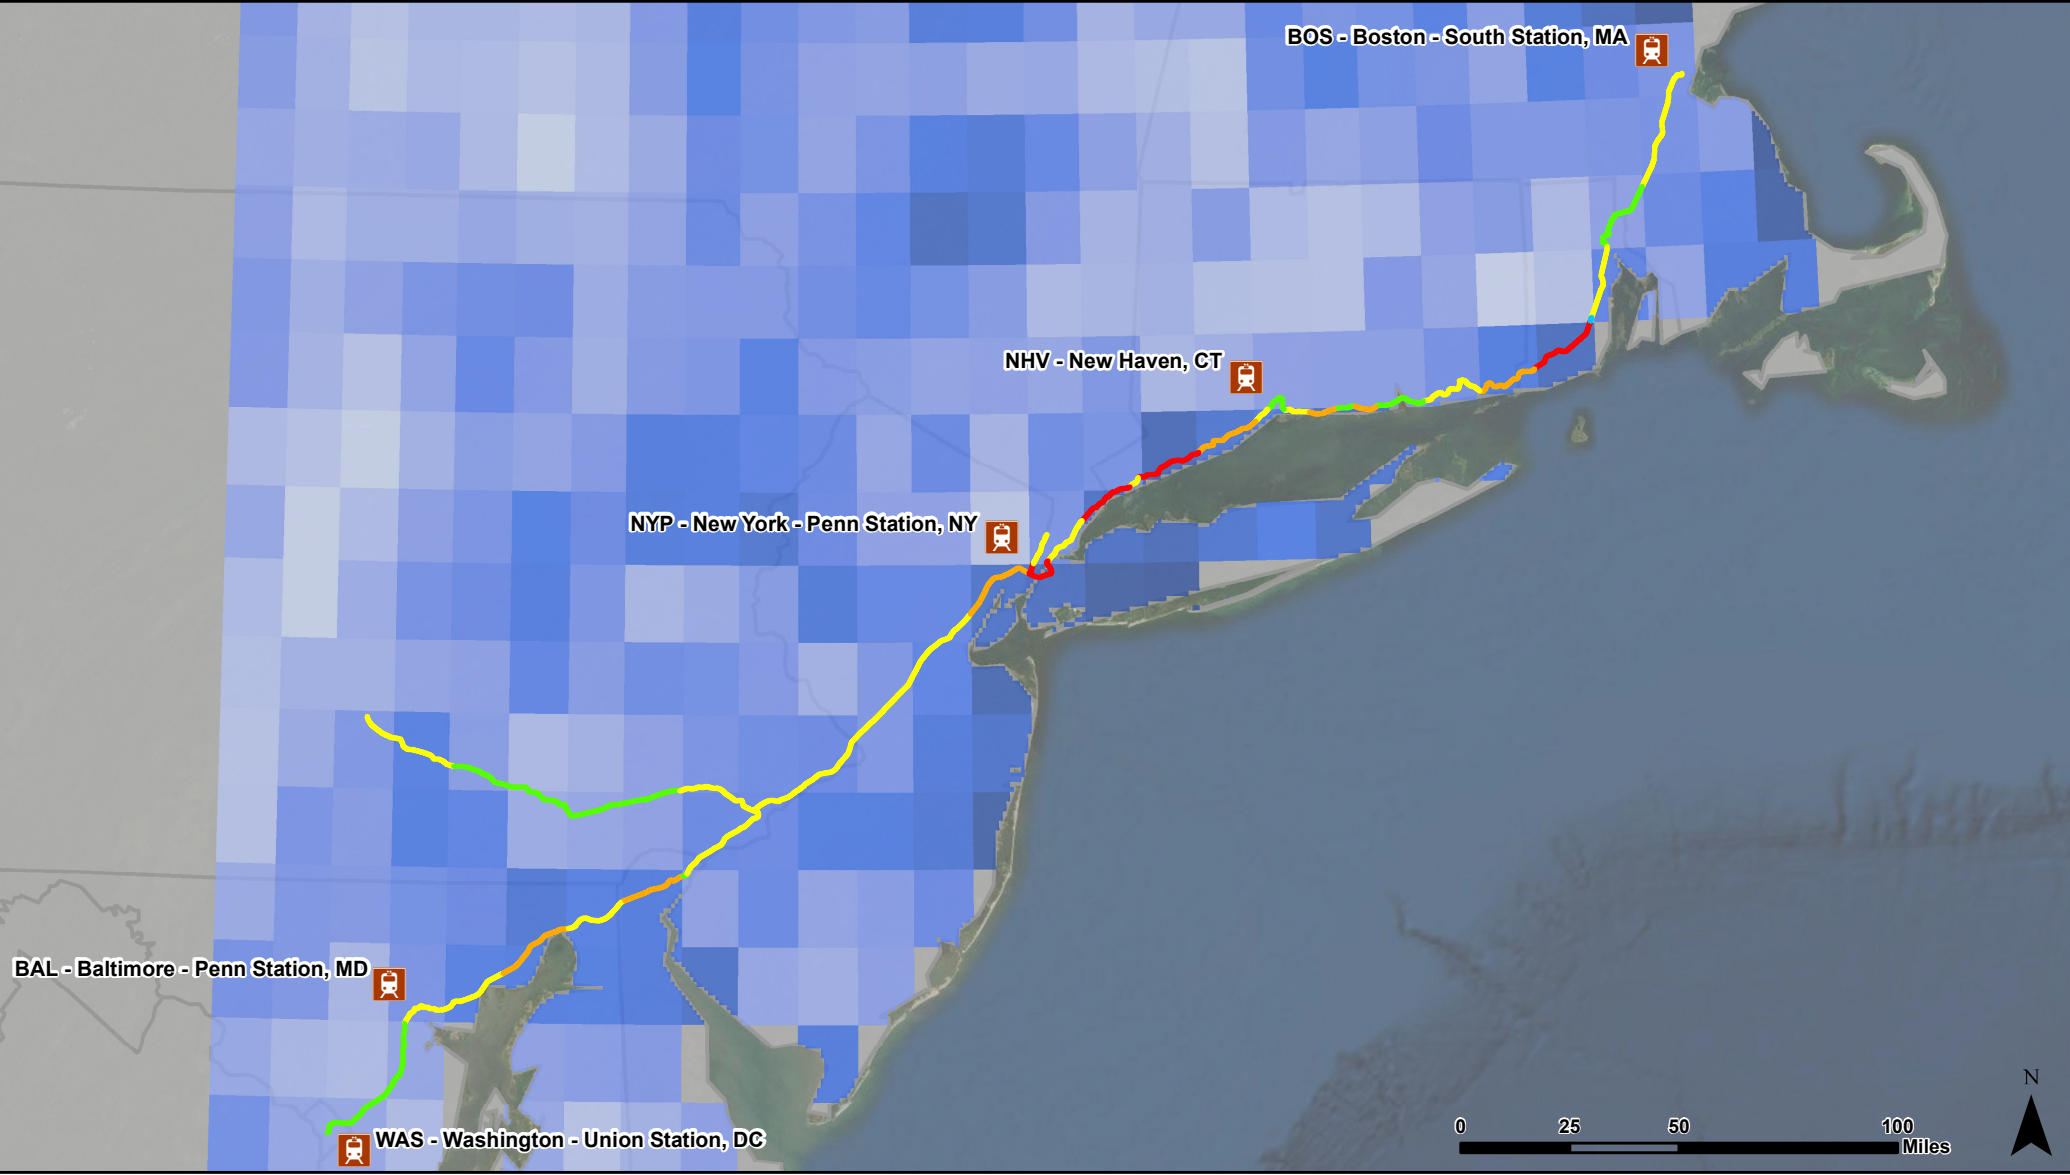 BOS - Boston - South Station, MA
NHV - New Haven, CT
NYP - New York - Penn Station, NY
BAL - Baltimore - Penn Station, MD
WAS - Washington - Union Station, DC
N
0 25 50 100
Miles